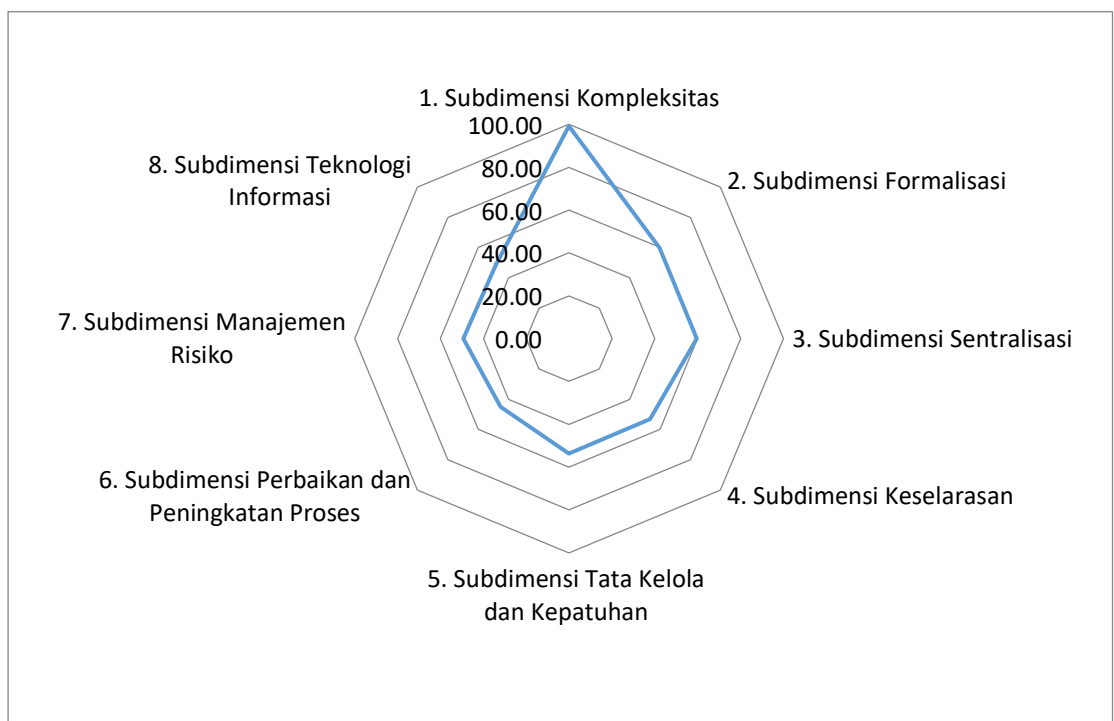 1. Subdimensi Kompleksitas
100.00
80.00
60.00
40.00
20.00
0.00
2. Subdimensi Formalisasi
3. Subdimensi Sentralisasi
4. Subdimensi Keselarasan
5. Subdimensi Tata Kelola
dan Kepatuhan
6. Subdimensi Perbaikan dan
Peningkatan Proses
7. Subdimensi Manajemen
Risiko
8. Subdimensi Teknologi
Informasi